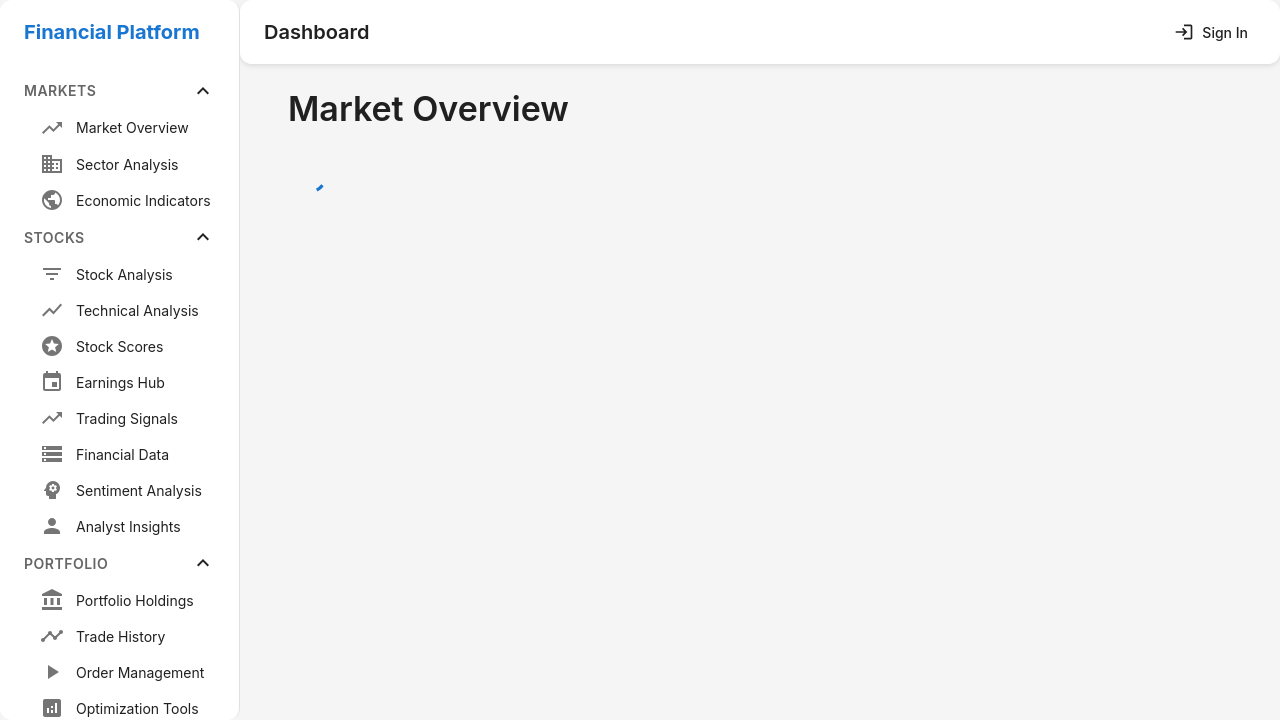 Financial Platform
Dashboard
Sign In
MARKETS
Market Overview
Sector Analysis
Economic Indicators
STOCKS
Stock Analysis
Technical Analysis
Stock Scores
Earnings Hub
Trading Signals
Financial Data
Sentiment Analysis
Analyst Insights
PORTFOLIO
Portfolio Holdings
Trade History
Order Management
Optimization Tools
Market Overview